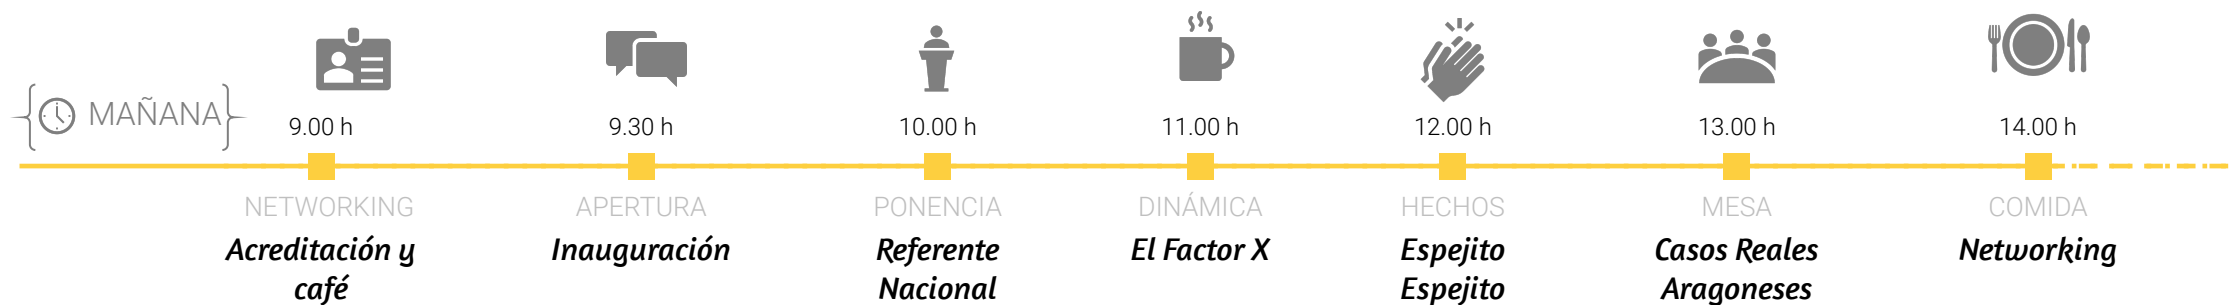 MAÑANA
9.00 h
9.30 h
10.00 h
11.00 h
12.00 h
13.00 h
14.00 h
NETWORKING
APERTURA
PONENCIA
DINÁMICA
HECHOS
MESA
COMIDA
Acreditación y
café
Inauguración
Referente
Nacional
El Factor X
Espejito
Espejito
Casos Reales
Aragoneses
Networking